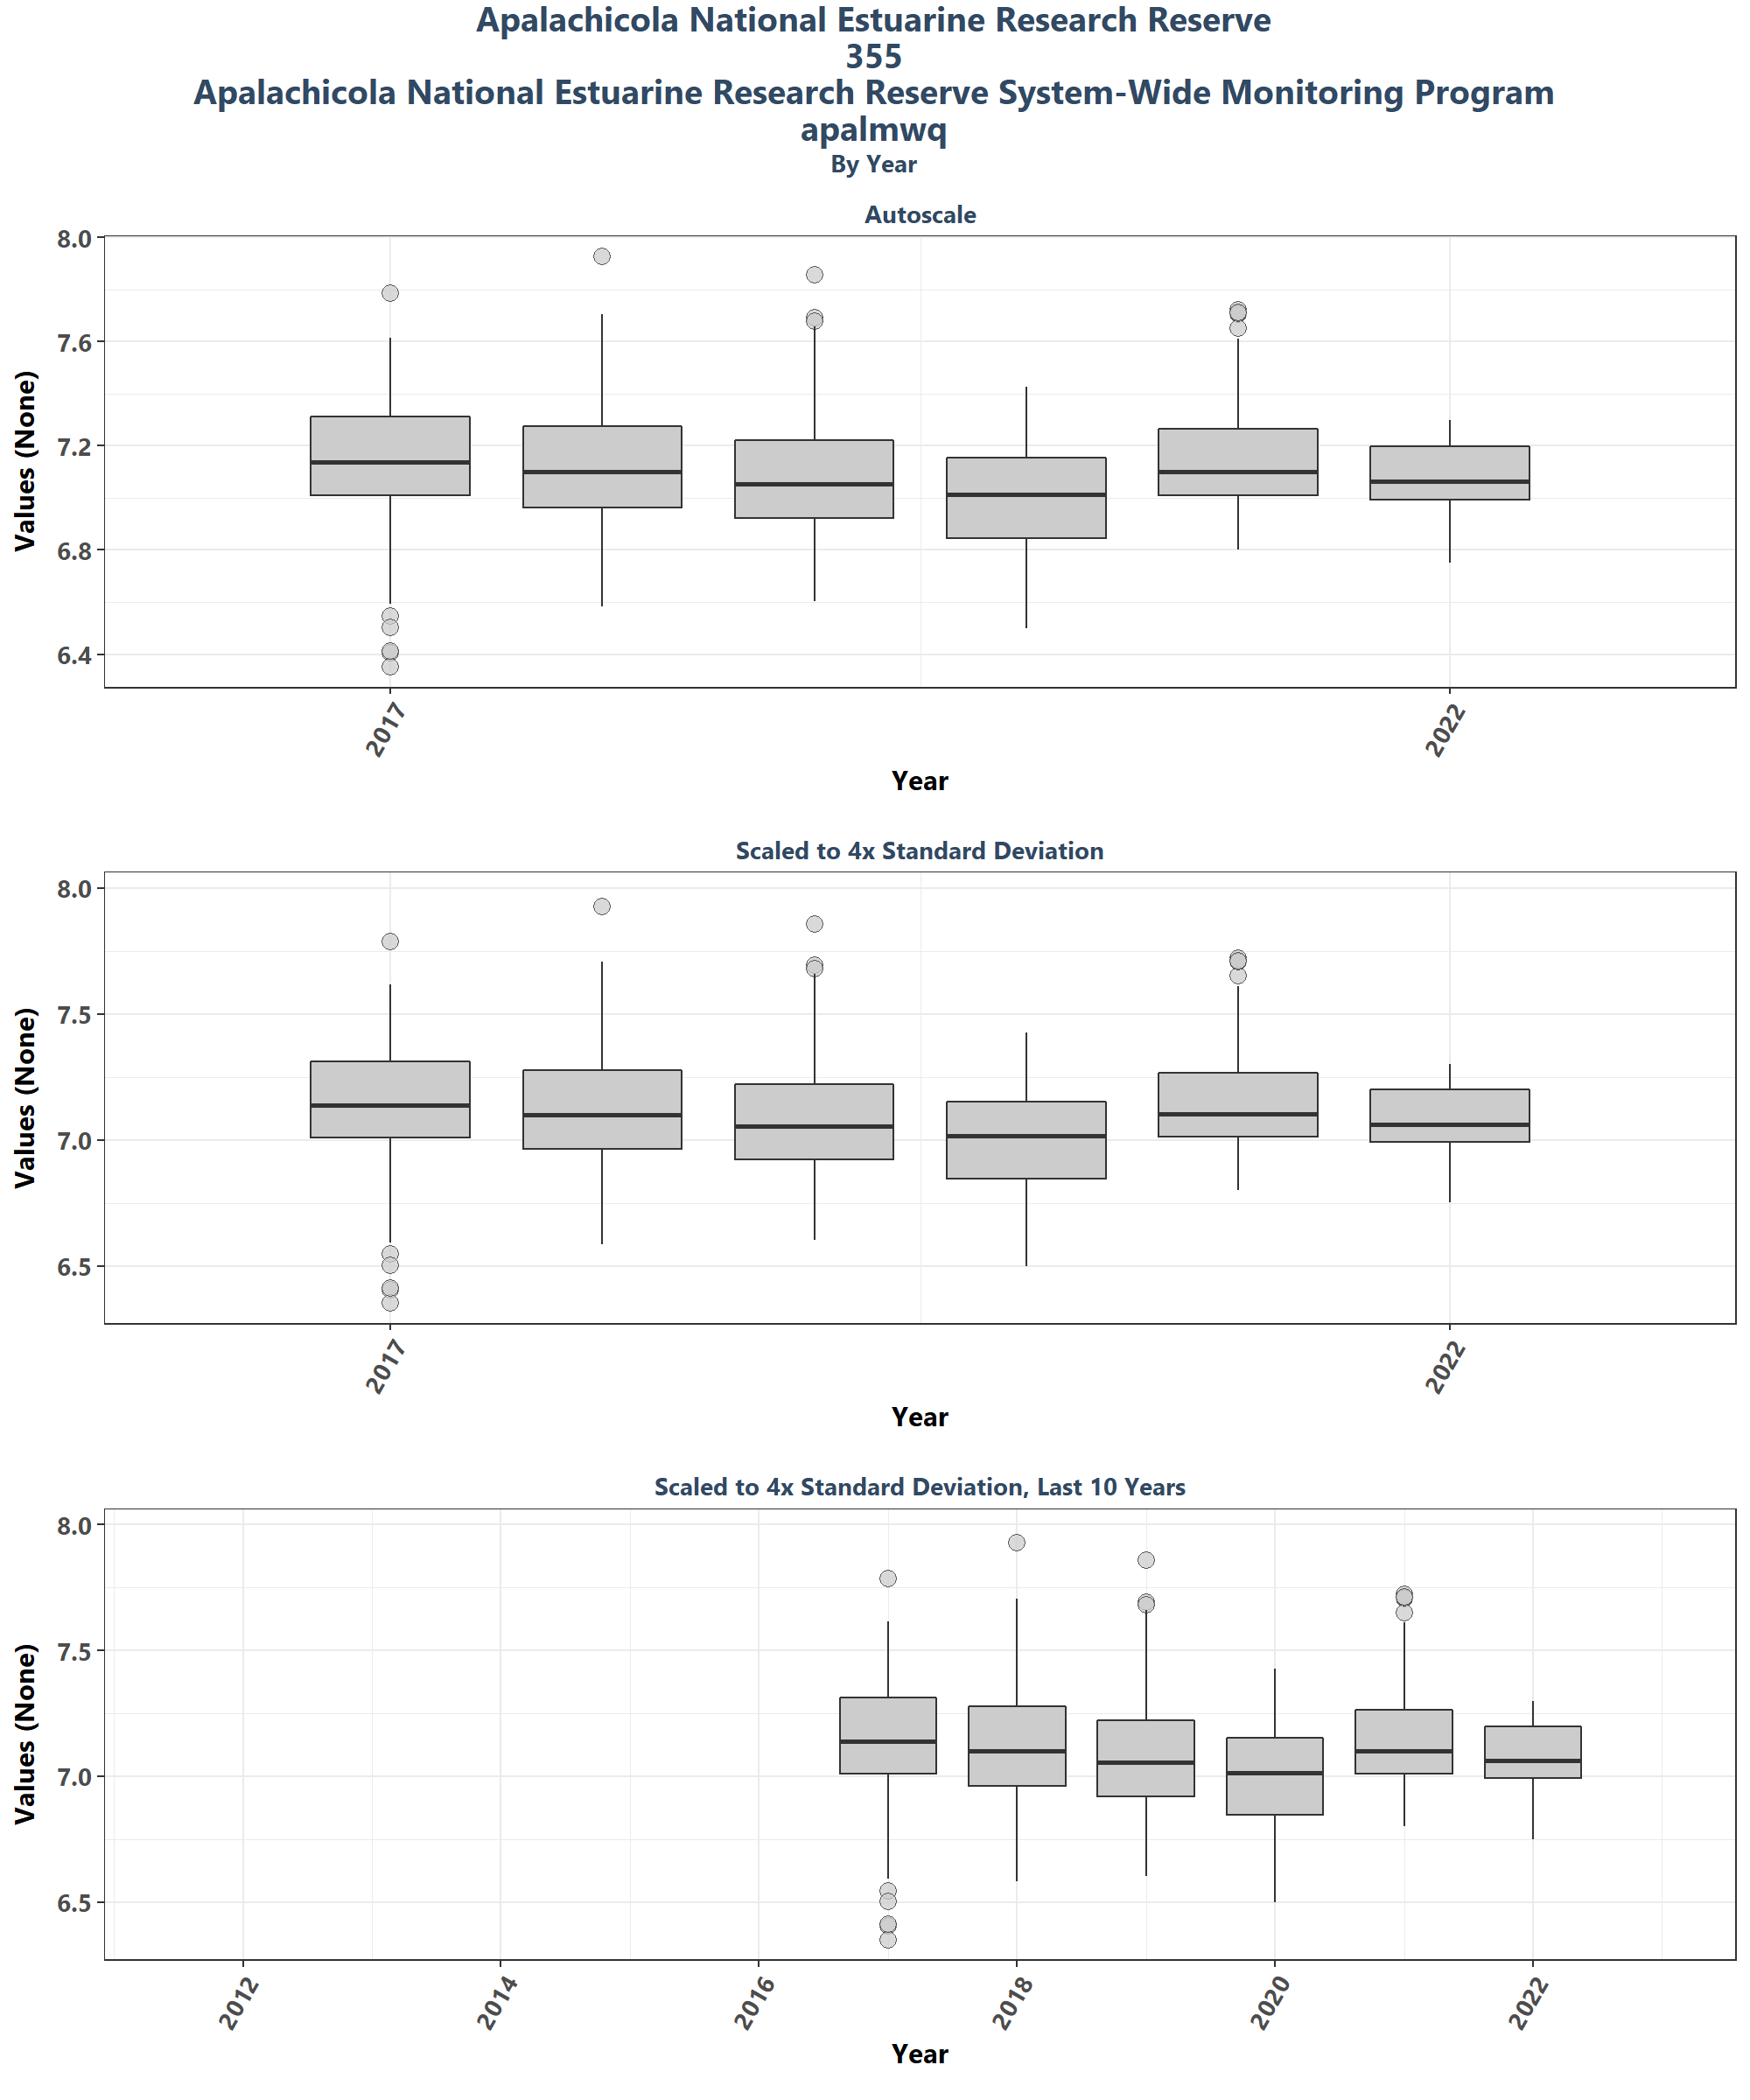 Apalachicola National Estuarine Research Reserve
355
Apalachicola National Estuarine Research Reserve System-Wide Monitoring Program
apalmwq
By Year
Autoscale
Values (None)
8.0
7.6
7.2
6.8
6.4
2017
2022
Year
Scaled to 4x Standard Deviation
Values (None)
8.0
7.5
7.0
6.5
2017
2022
Year
Scaled to 4x Standard Deviation, Last 10 Years
Values (None)
8.0
7.5
7.0
6.5
2012
2014
2016
2018
2020
2022
Year